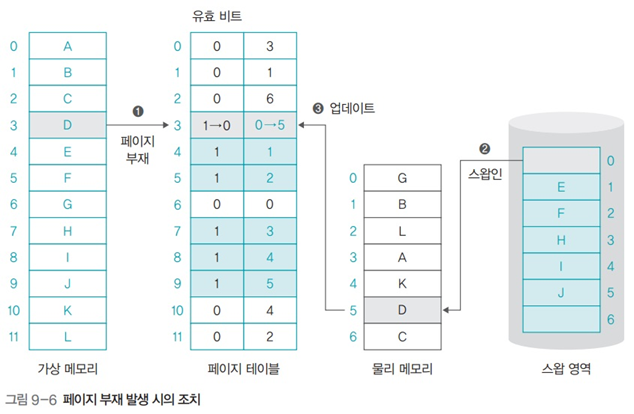 유효 비트
0 A 0 0 3
1 B 1 0 1
2 C 2 0 6
❶ 페이지 부재
❸ 업데이트
3 D 3 1→0 0→5
4 E 4 1 1
5 F 5 1 2
6 G 6 0 0
7 H 7 1 3
8 I 8 1 4
9 J 9 1 5
10 K 10 0 4
11 L 11 0 2
0 G
1 B
2 L
3 A
4 K
5 D
6 C
❷ 스왑인
0
E 1
F 2
H 3
I 4
J 5
6
가상 메모리 페이지 테이블 물리 메모리 스왑 영역
그림 9-6 페이지 부재 발생 시의 조치